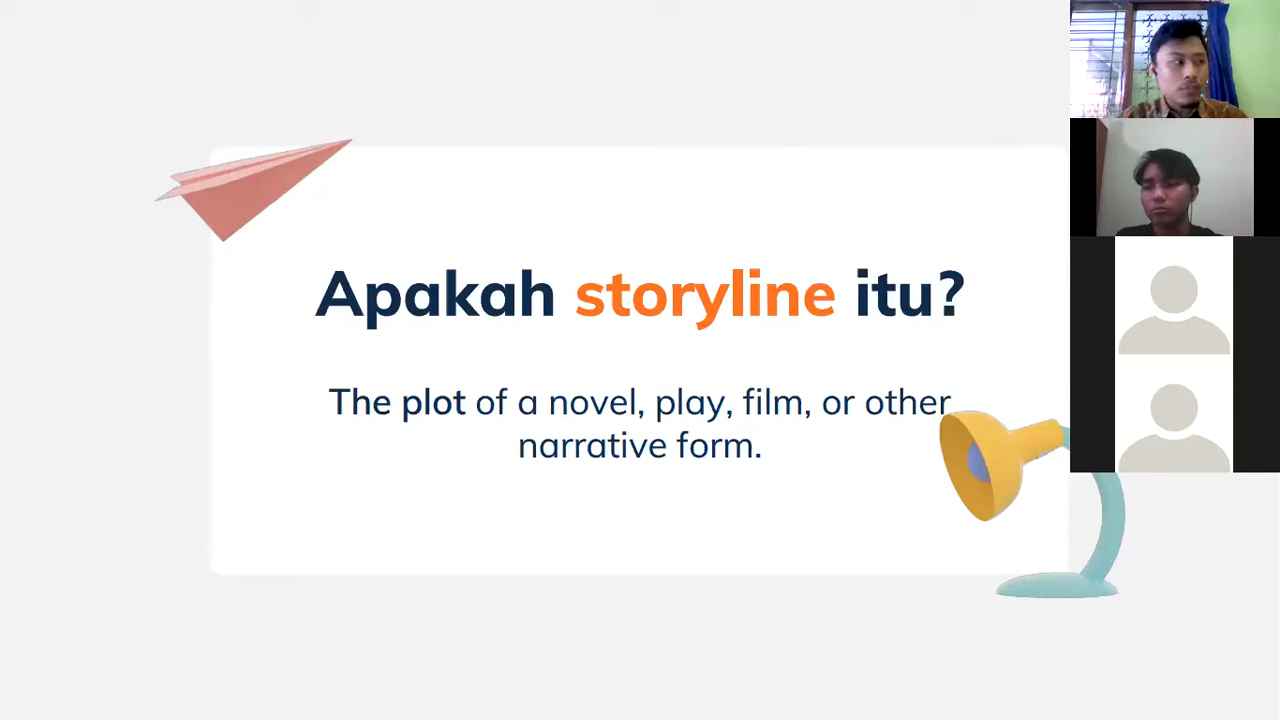 Apakah storyline itu?
The plot of a novel, play, film, or other
narrative form.